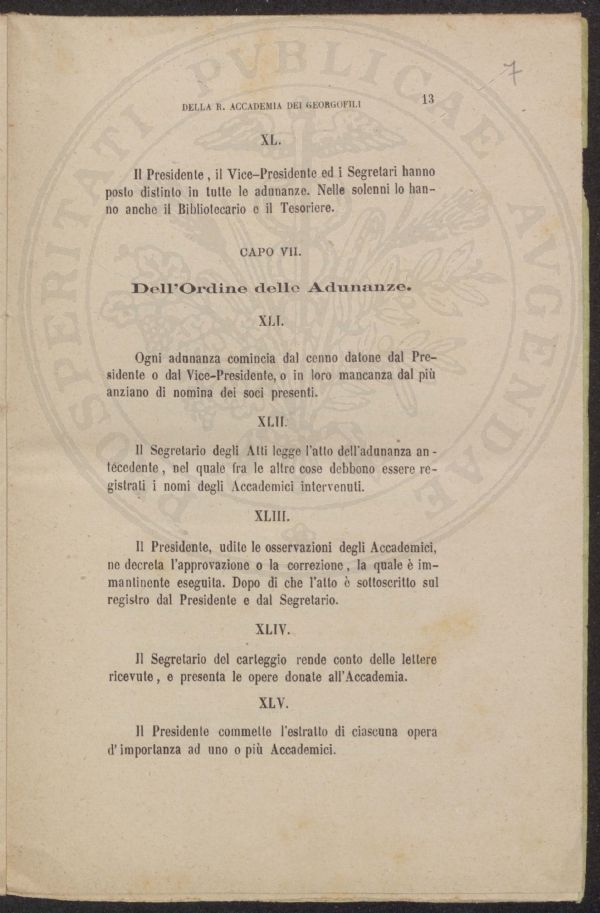 7
DELLA R. ACCADEMIA DEI GEORGOFILI 13
XL.
Il Presidente, il Vice-Presidente ed i Segretari hanno
posto distinto in tutte le adunanze. Nelle solenni lo han-
no anche il Bibliotecario e il Tesoriere.
CAPO VII.
Dell'Ordine delle Adunanze.
XLI.
Ogni adunanza comincia dal cenno datone dal Pre-
sidente o dal Vice-Presidente, o in loro mancanza dal più
anziano di nomina dei soci presenti.
XLII.
Il Segretario degli Atti legge l'atto dell'adunanza an-
tecedente, nel quale fra le altre cose debbono essere re-
gistrati i nomi degli Accademici intervenuti.
XLIII.
Il Presidente, udite le osservazioni degli Accademici,
ne decreta l'approvazione o la correzione, la quale è im-
mantinente eseguita. Dopo di che l'atto è sottoscritto sul
registro dal Presidente e dal Segretario.
XLIV.
Il Segretario del carteggio rende conto delle lettere
ricevute, e presenta le opere donate all'Accademia.
XLV.
Il Presidente commette l'estratto di ciascuna opera
d'importanza ad uno o più Accademici.
PROSPERITATI PVBLICAE AVGENDAE